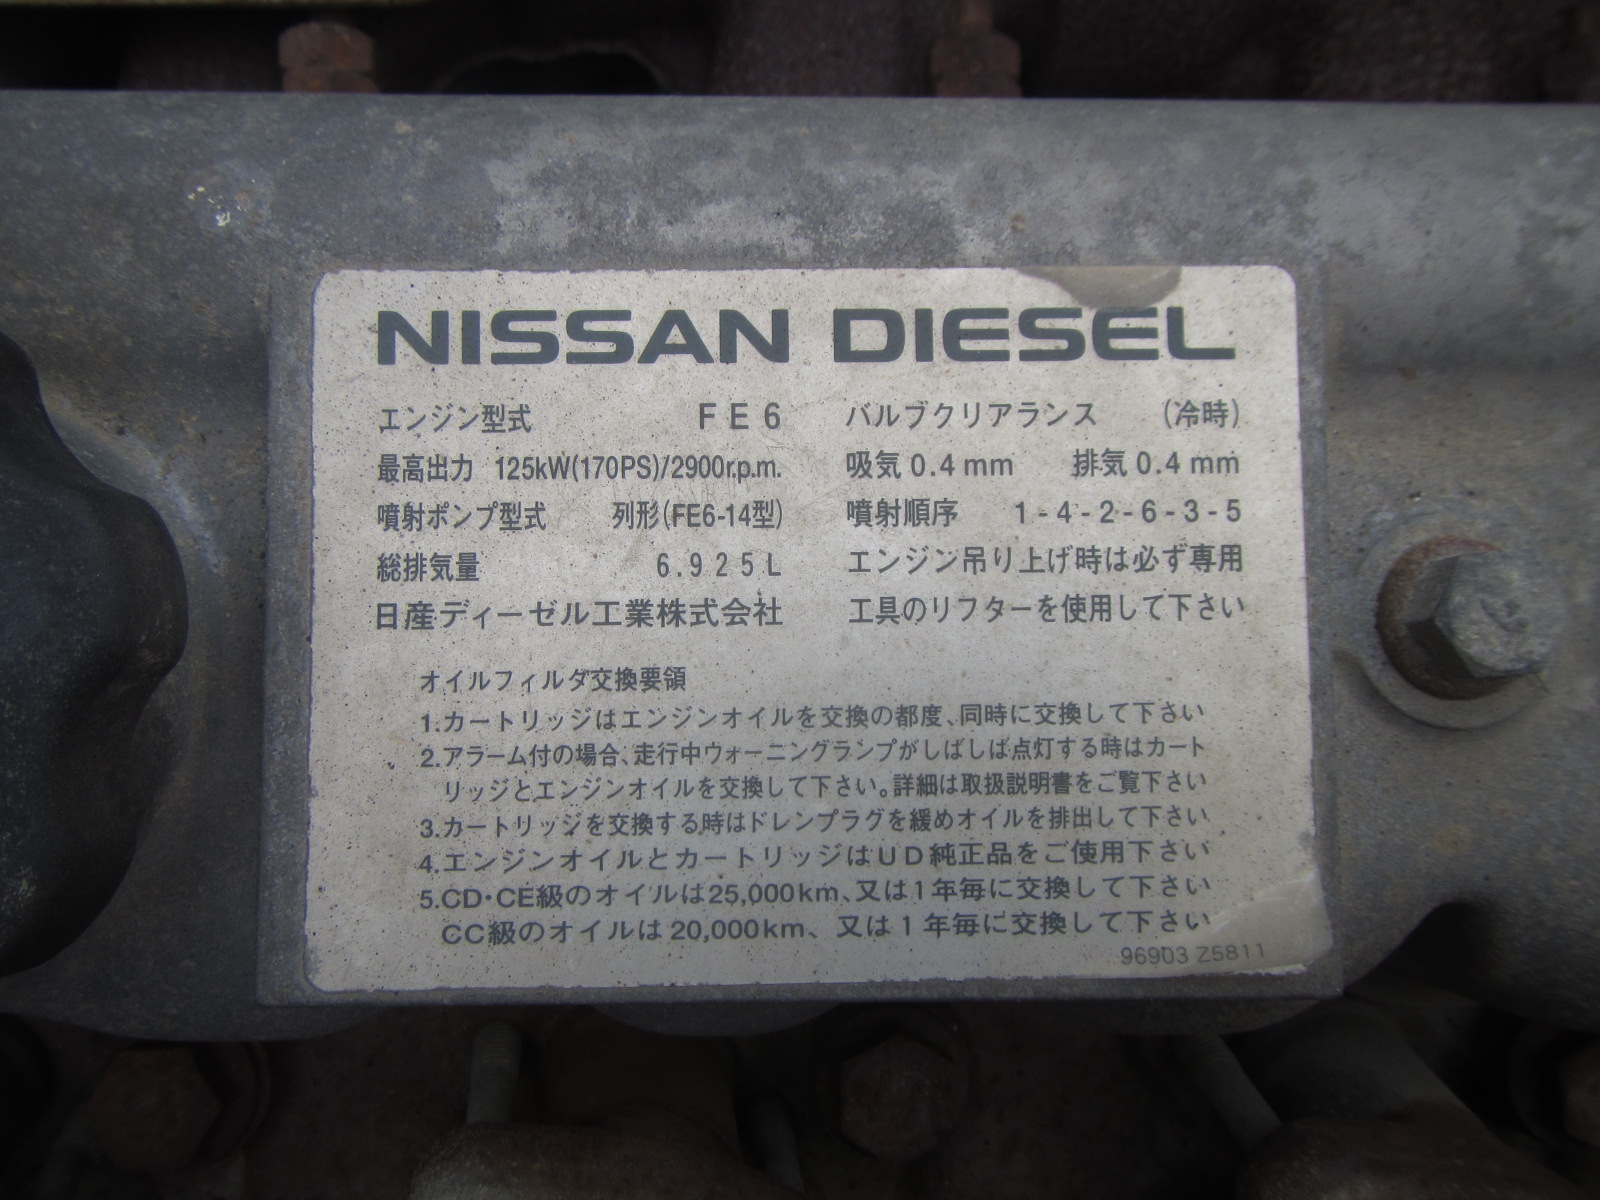 NISSAN DIESEL
エンジン型式 FE6
最高出力 125kW(170PS)/2900r.p.m.
噴射ポンプ型式 列形(FE6-14型)
総排気量 6.925L
日産ディーゼル工業株式会社
バルブクリアランス (冷時)
吸気0.4mm 排気0.4mm
噴射順序 1-4-2-6-3-5
エンジン吊り上げ時は必ず専用
工具のリフターを使用して下さい
オイルフィルダ交換要領
1.カートリッジはエンジンオイルを交換の都度、同時に交換して下さい
2.アラーム付の場合、走行中ウォーニングランプがしばしば点灯する時はカート
リッジとエンジンオイルを交換して下さい。詳細は取扱説明書をご覧下さい
3.カートリッジを交換する時はドレンプラグを緩めオイルを排出して下さい
4.エンジンオイルとカートリッジはUD純正品をご使用下さい
5.CD・CE級のオイルは25,000km、又は1年毎に交換して下さい
CC級のオイルは20,000km、又は1年毎に交換して下さい
96903 Z5811